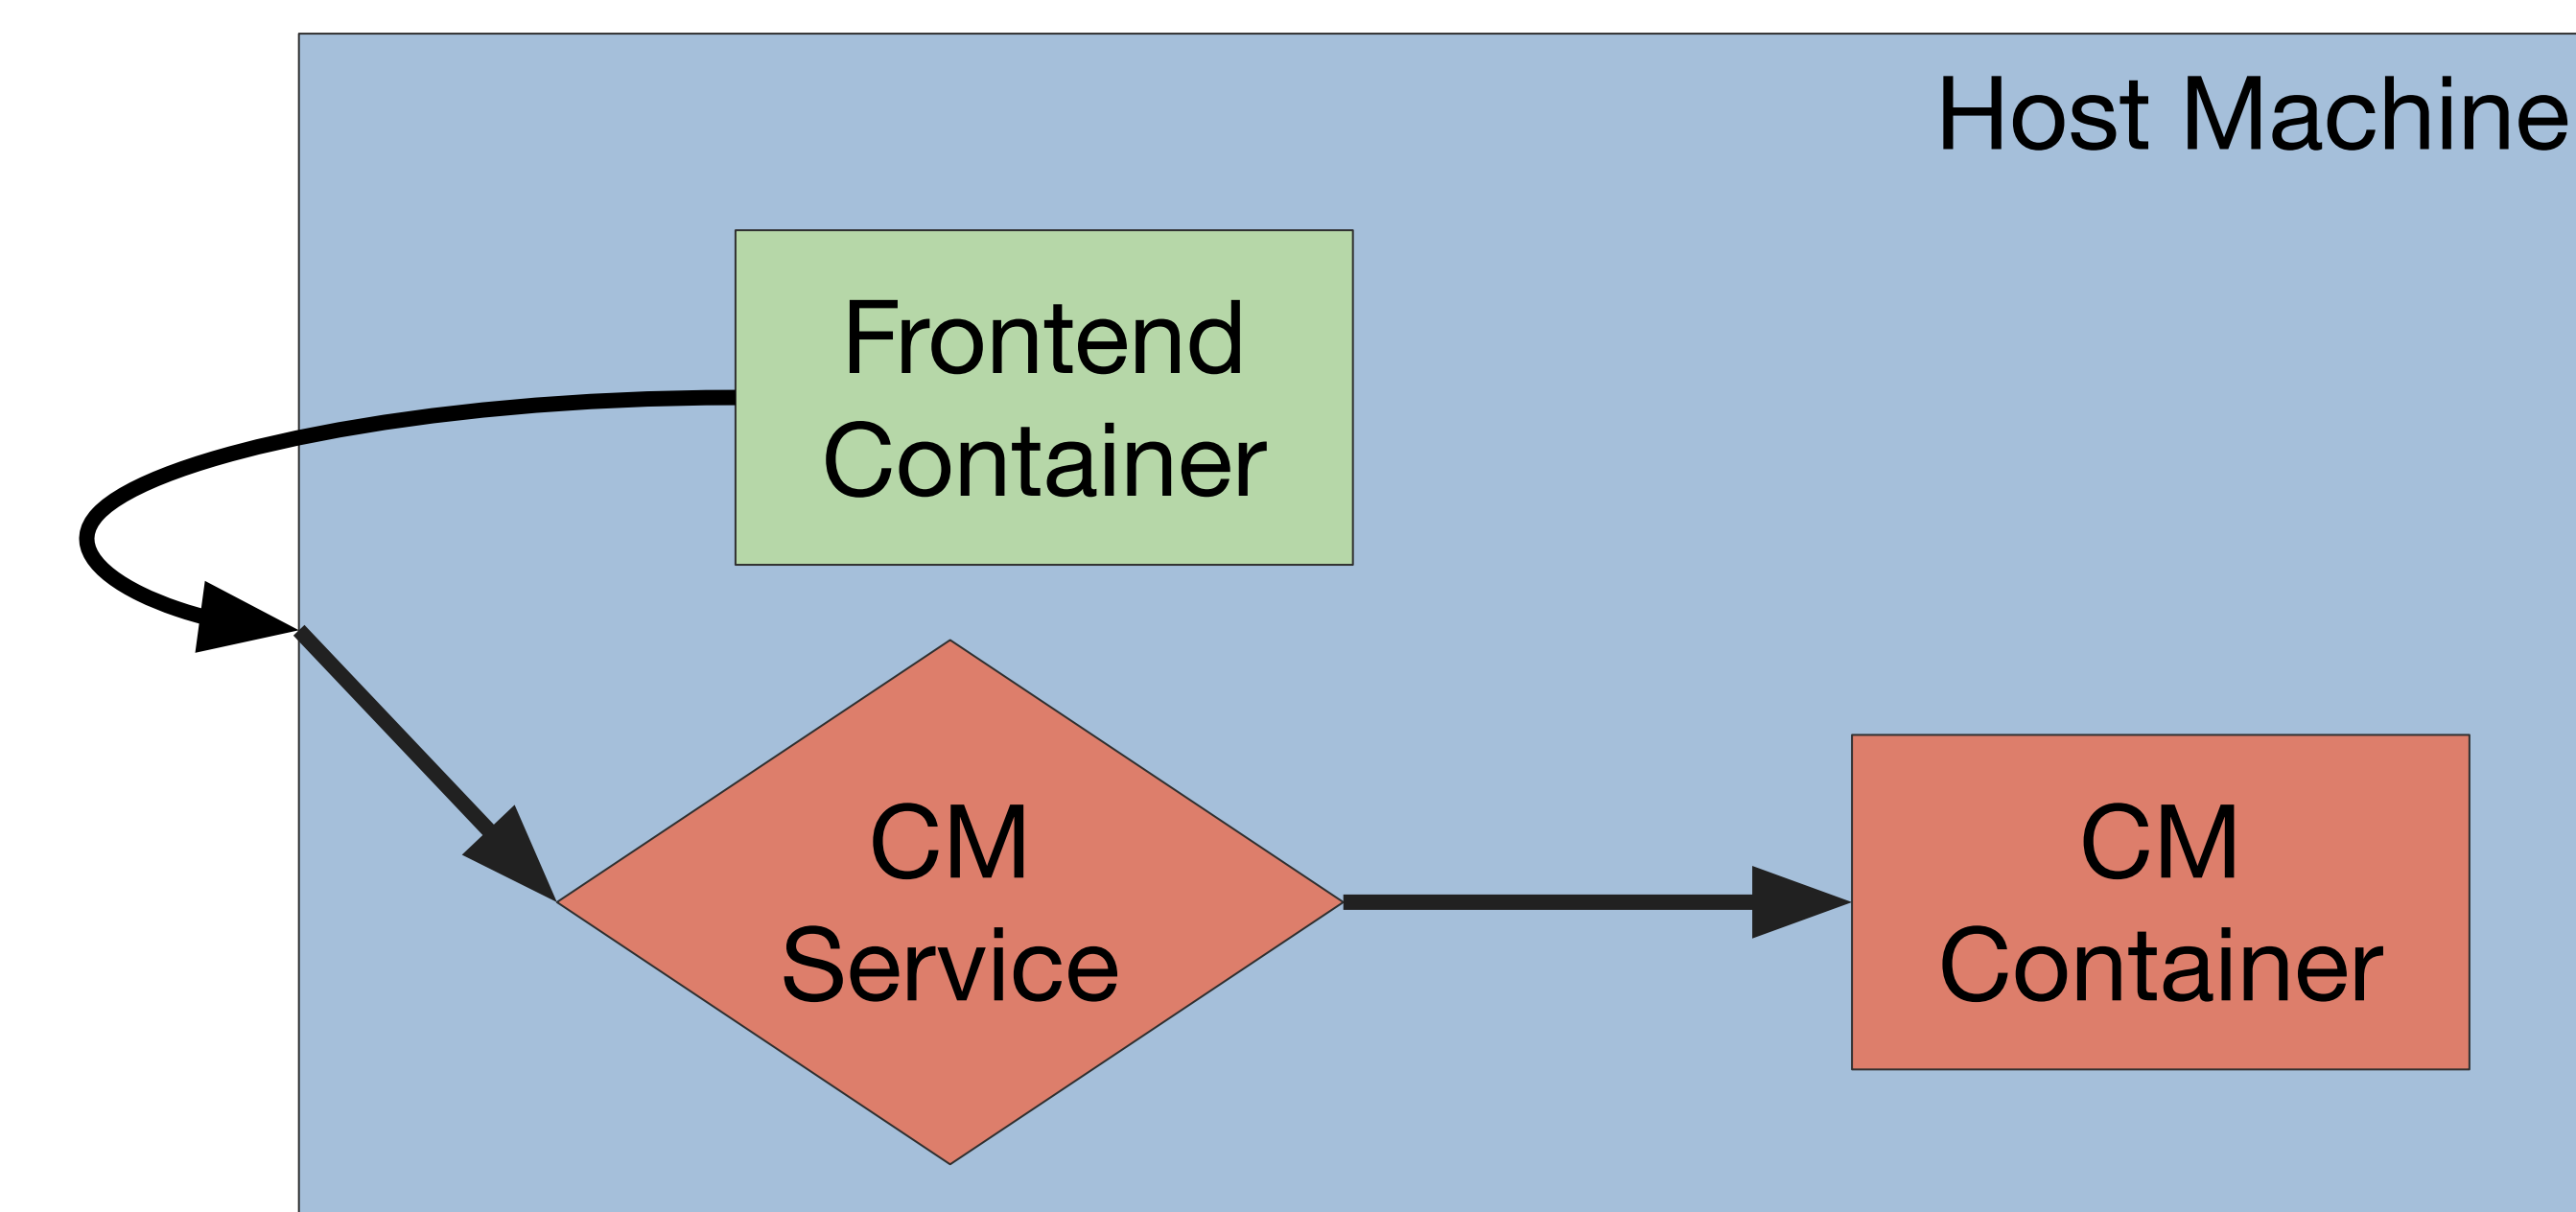 Host Machine
Frontend
Container
CM
Service
CM
Container